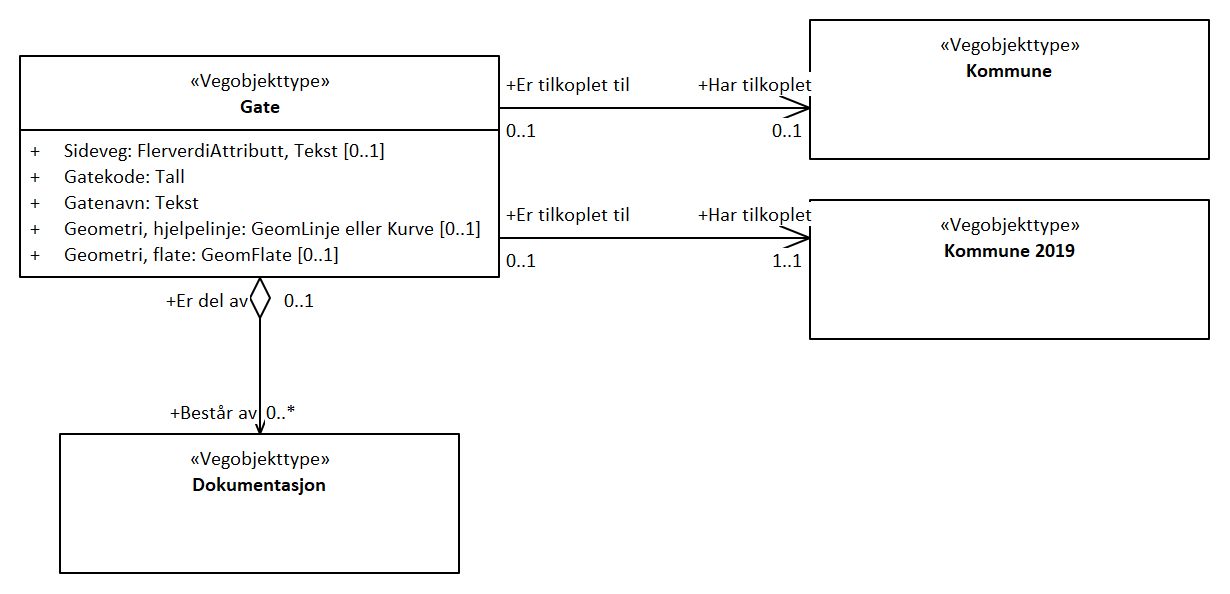 «Vegobjekttype»
Gate
+ Sideveg: FlerverdiAttributt, Tekst [0..1]
+ Gatekode: Tall
+ Gatenavn: Tekst
+ Geometri, hjelpelinje: GeomLinje eller Kurve [0..1]
+ Geometri, flate: GeomFlate [0..1]
+Er tilkoplet til
+Har tilkoplet
0..1
0..1
«Vegobjekttype»
Kommune
+Er tilkoplet til
+Har tilkoplet
0..1
1..1
«Vegobjekttype»
Kommune 2019
+Er del av
0..1
+Består av
0..*
«Vegobjekttype»
Dokumentasjon